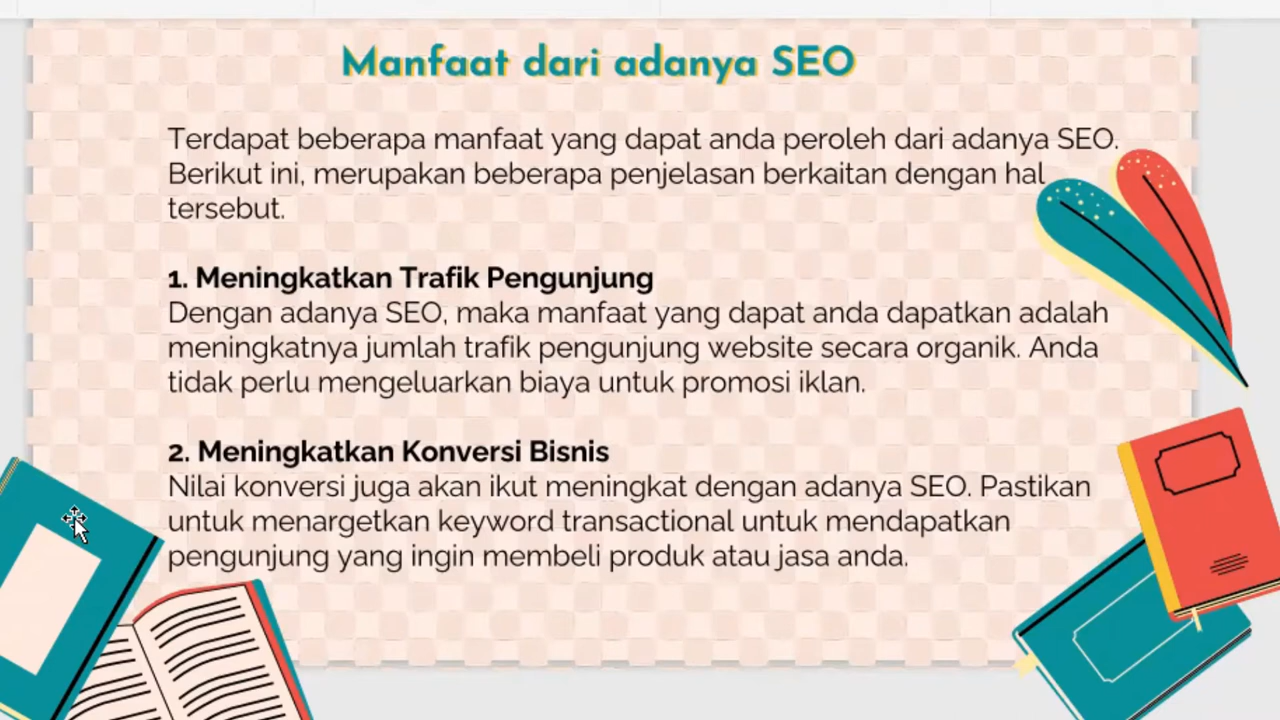 Manfaat dari adanya SEO
Terdapat beberapa manfaat yang dapat anda peroleh dari adanya SEO.
Berikut ini, merupakan beberapa penjelasan berkaitan dengan hal
tersebut.
1. Meningkatkan Trafik Pengunjung
Dengan adanya SEO, maka manfaat yang dapat anda dapatkan adalah
meningkatnya jumlah trafik pengunjung website secara organik. Anda
tidak perlu mengeluarkan biaya untuk promosi iklan.
2. Meningkatkan Konversi Bisnis
Nilai konversi juga akan ikut meningkat dengan adanya SEO. Pastikan
untuk menargetkan keyword transactional untuk mendapatkan
pengunjung yang ingin membeli produk atau jasa anda.